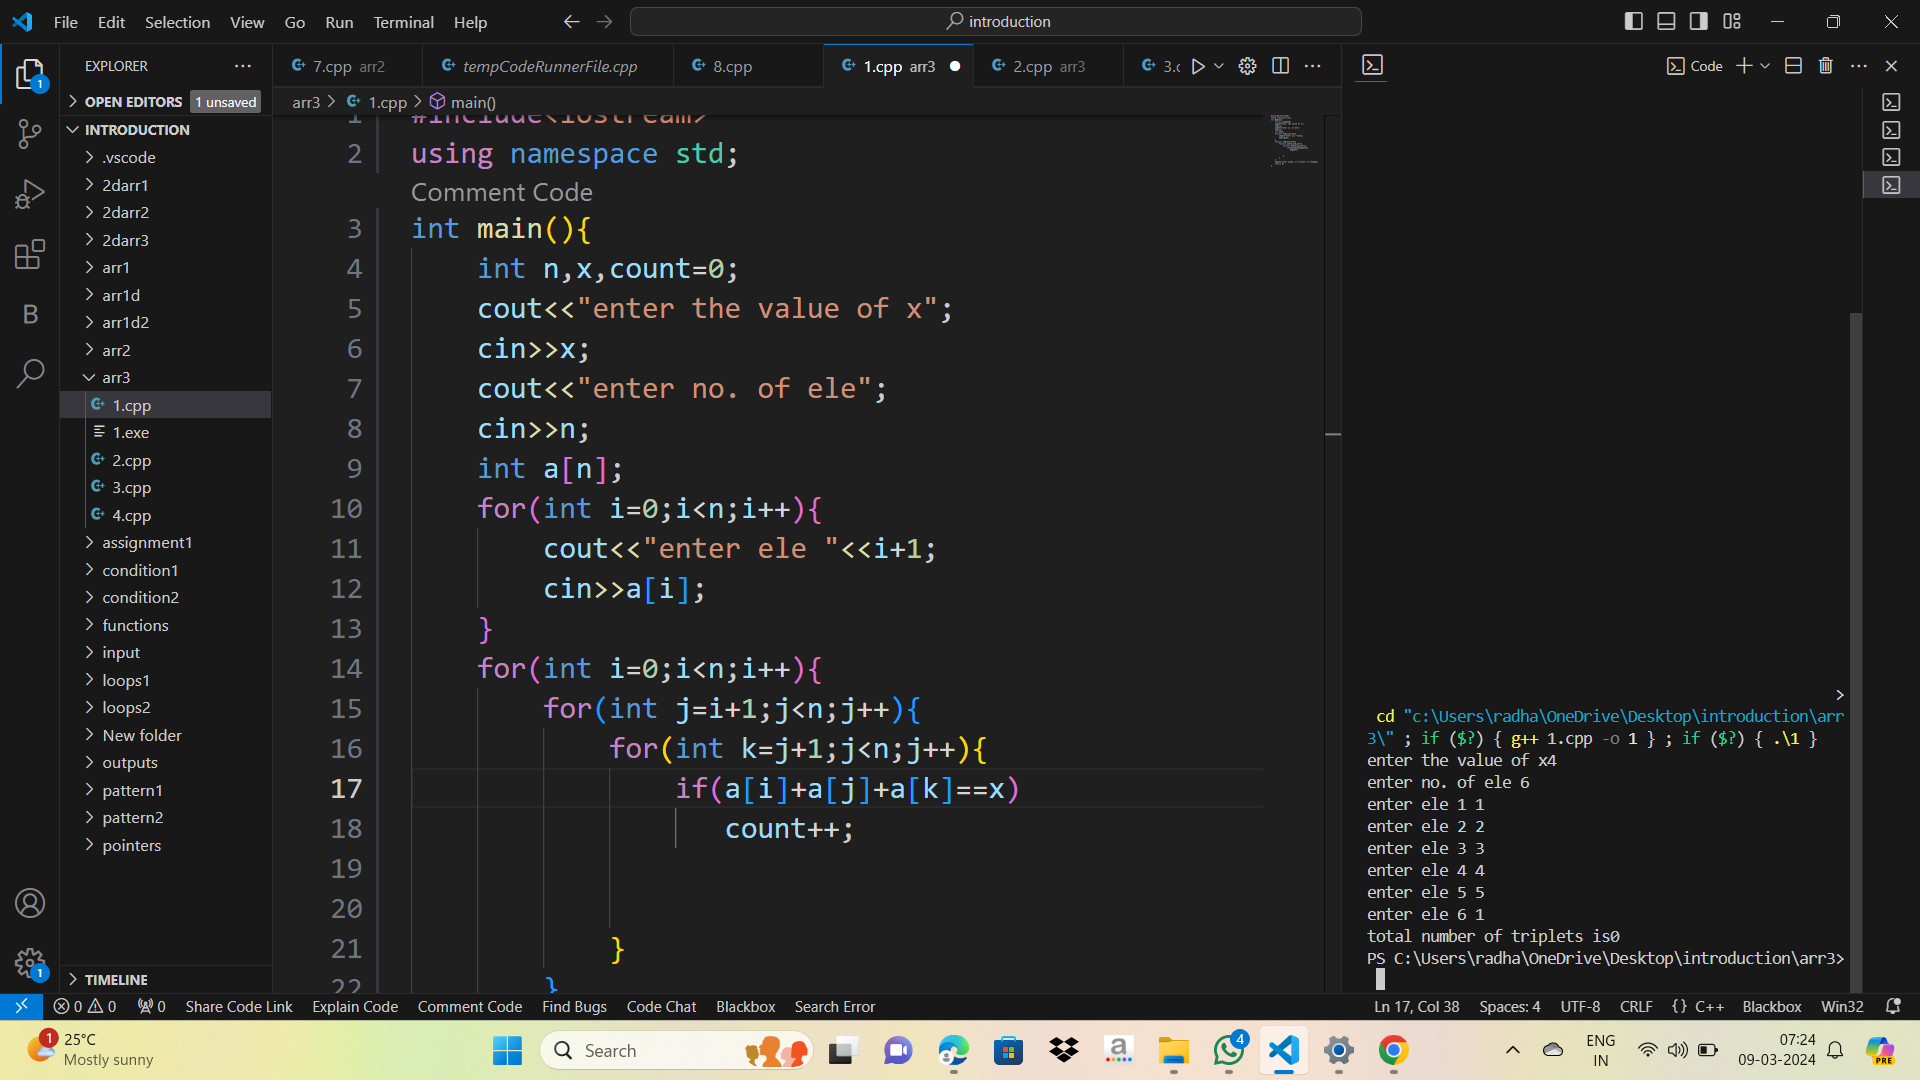 File Edit Selection View Go Run Terminal Help
introduction
EXPLORER
7.cpp arr2
tempCodeRunnerFile.cpp
8.cpp
1.cpp arr3
2.cpp arr3
Code
OPEN EDITORS 1 unsaved
arr3 > 1.cpp > main()
INTRODUCTION
.vscode
2darr1
2darr2
2darr3
arr1
arr1d
arr1d2
arr2
arr3
1.cpp
1.exe
2.cpp
3.cpp
4.cpp
assignment1
condition1
condition2
functions
input
loops1
loops2
New folder
outputs
pattern1
pattern2
pointers
TIMELINE
1 #include<iostream>
2 using namespace std;
Comment Code
3 int main(){
4 int n,x,count=0;
5 cout<<"enter the value of x";
6 cin>>x;
7 cout<<"enter no. of ele";
8 cin>>n;
9 int a[n];
10 for(int i=0;i<n;i++){
11 cout<<"enter ele "<<i+1;
12 cin>>a[i];
13 }
14 for(int i=0;i<n;i++){
15 for(int j=i+1;j<n;j++){
16 for(int k=j+1;j<n;j++){
17 if(a[i]+a[j]+a[k]==x)
18 count++;
19
20
21 }
22 }
>
cd "c:\Users\radha\OneDrive\Desktop\introduction\arr
3\" ; if ($?) { g++ 1.cpp -o 1 } ; if ($?) { .\1 }
enter the value of x4
enter no. of ele 6
enter ele 1 1
enter ele 2 2
enter ele 3 3
enter ele 4 4
enter ele 5 5
enter ele 6 1
total number of triplets is0
PS C:\Users\radha\OneDrive\Desktop\introduction\arr3>
0 0 0 Share Code Link Explain Code Comment Code Find Bugs Code Chat Blackbox Search Error
Ln 17, Col 38 Spaces: 4 UTF-8 CRLF {} C++ Blackbox Win32
25°C
Mostly sunny
Search
ENG
IN
07:24
09-03-2024